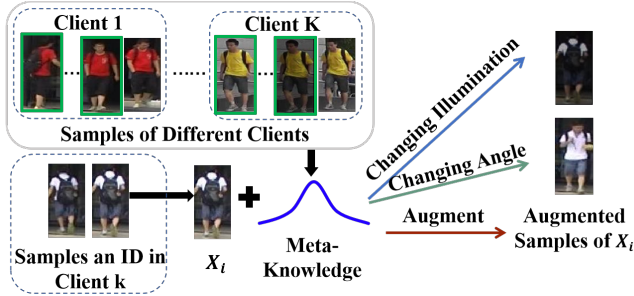 Client 1
Client K
...... ...... ......
Samples of Different Clients
Changing Illumination
Changing Angle
Augment
Samples an ID in
Client k
X_i
+
Meta-
Knowledge
Augmented
Samples of X_i